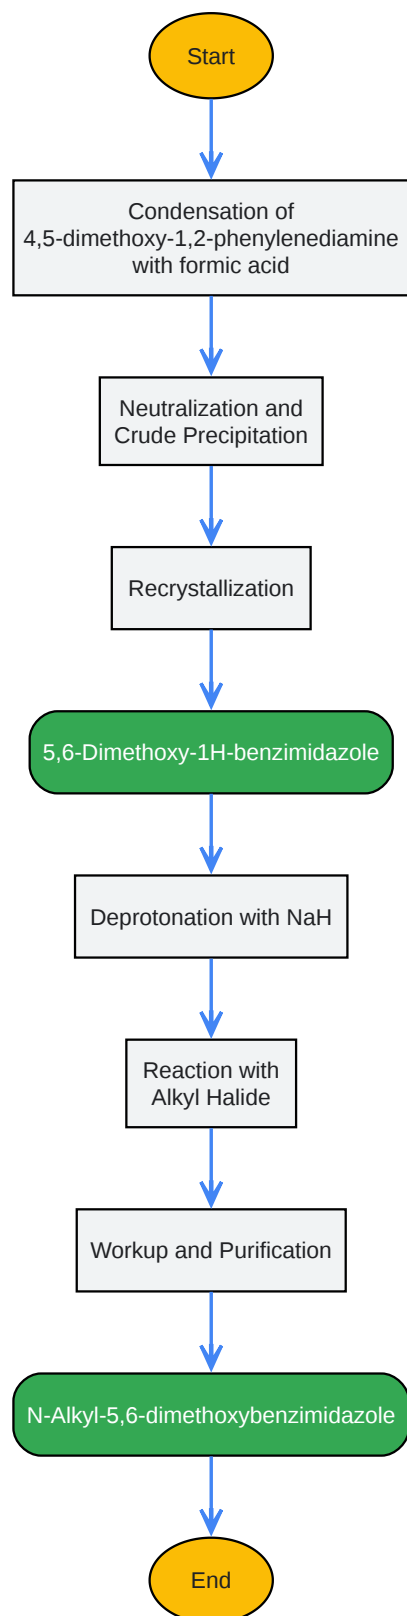 Start
Condensation of
4,5-dimethoxy-1,2-phenylenediamine
with formic acid
Neutralization and
Crude Precipitation
Recrystallization
5,6-Dimethoxy-1H-benzimidazole
Deprotonation with NaH
Reaction with
Alkyl Halide
Workup and Purification
N-Alkyl-5,6-dimethoxybenzimidazole
End